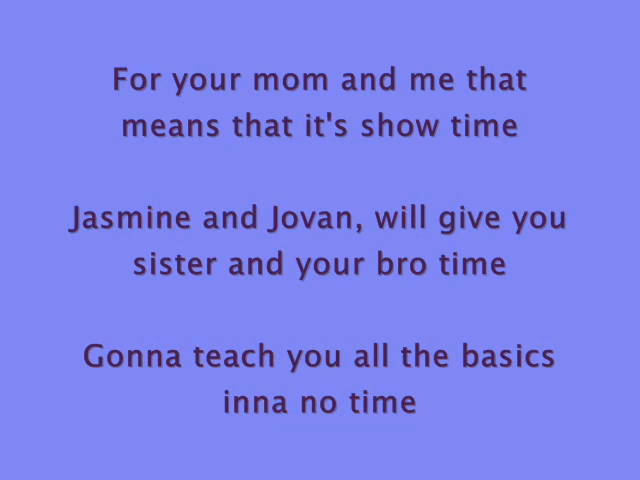 For your mom and me that
means that it's show time
Jasmine and Jovan, will give you
sister and your bro time
Gonna teach you all the basics
inna no time